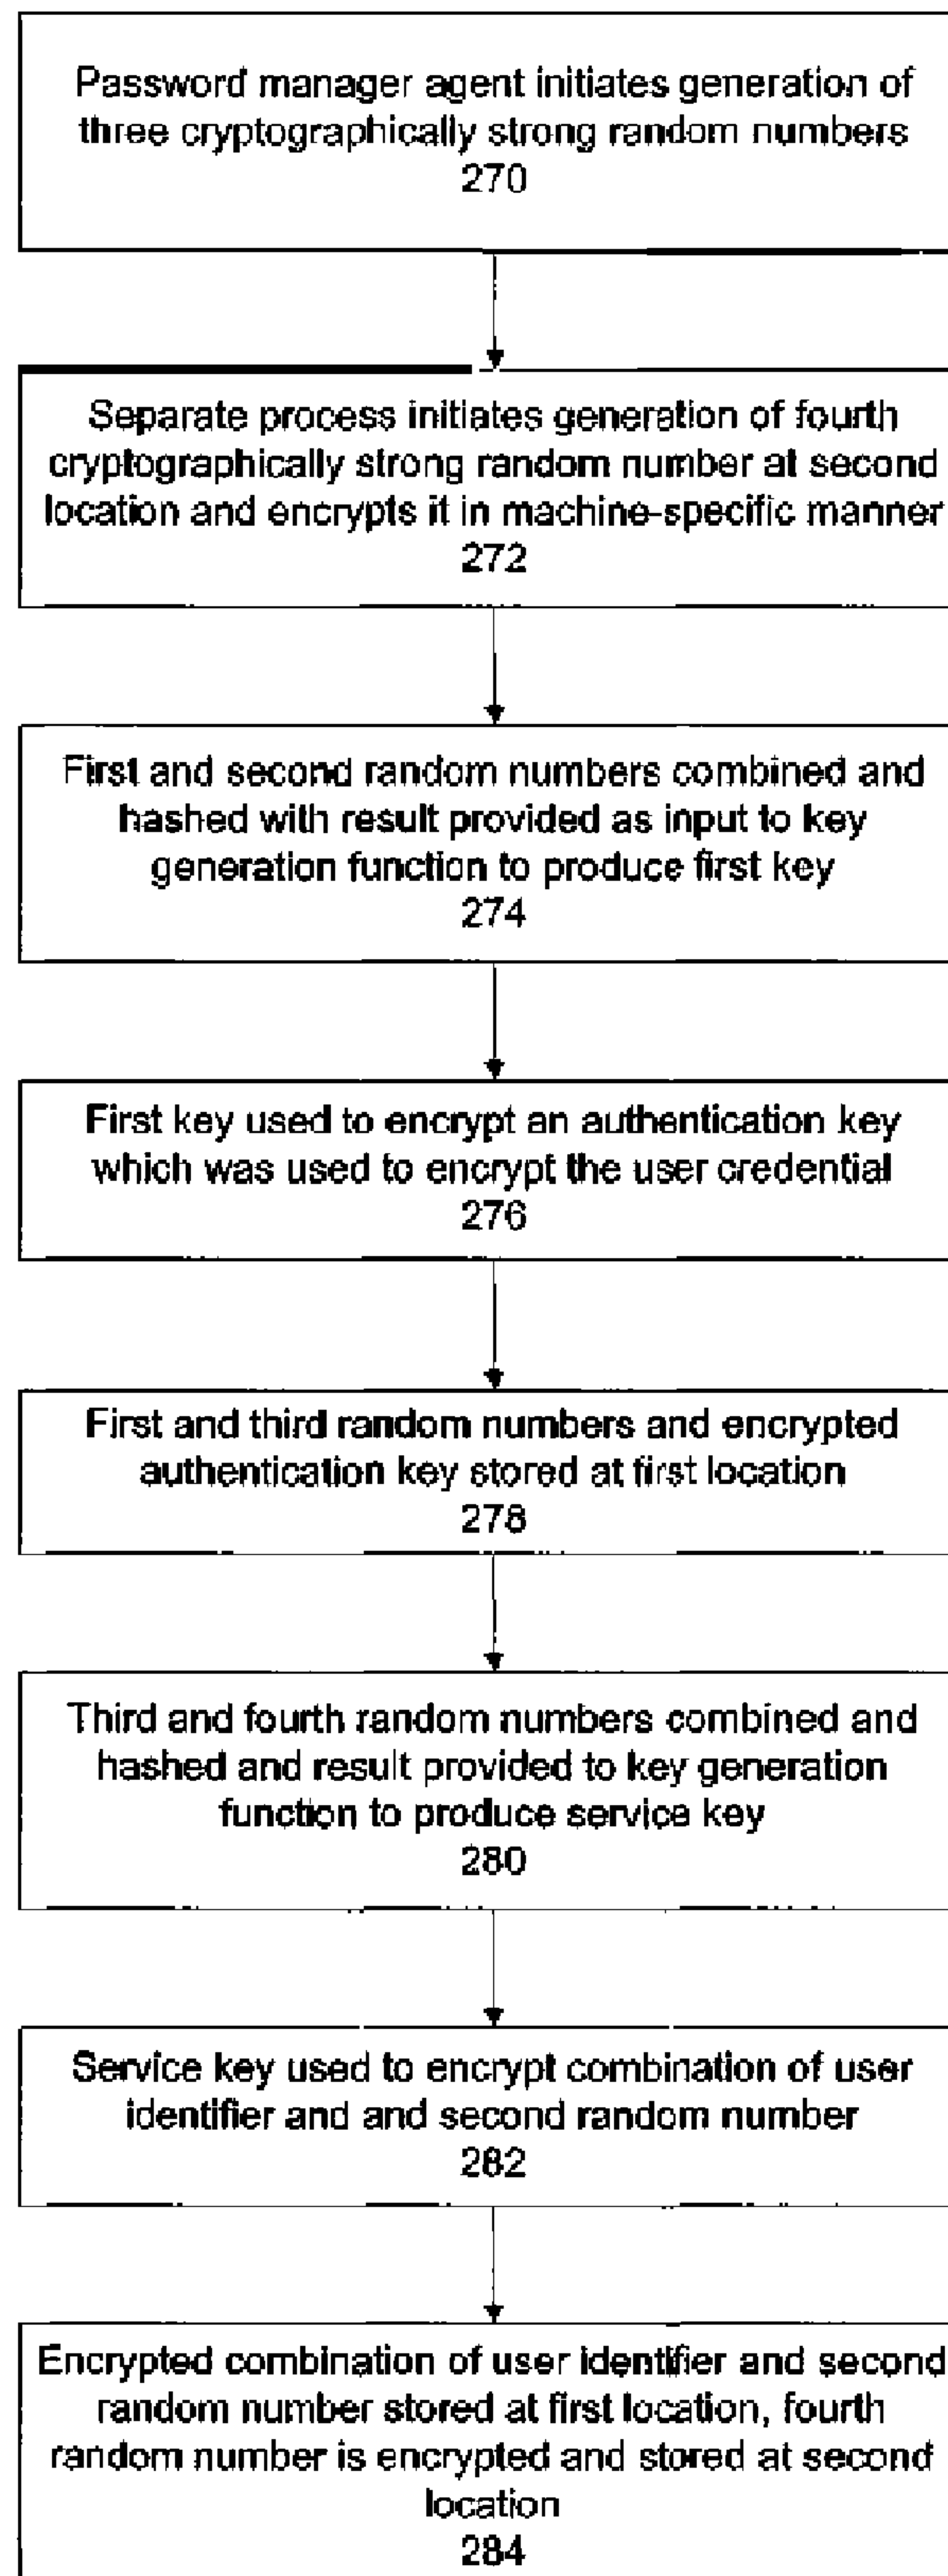 Password manager agent initiates generation of
three cryptographically strong random numbers
270
Separate process initiates generation of fourth
cryptographically strong random number at second
location and encrypts it in machine-specific manner
272
First and second random numbers combined and
hashed with result provided as input to key
generation function to produce first key
274
First key used to encrypt an authentication key
which was used to encrypt the user credential
276
First and third random numbers and encrypted
authentication key stored at first location
278
Third and fourth random numbers combined and
hashed and result provided to key generation
function to produce service key
280
Service key used to encrypt combination of user
identifier and and second random number
282
Encrypted combination of user identifier and second
random number stored at first location, fourth
random number is encrypted and stored at second
location
284